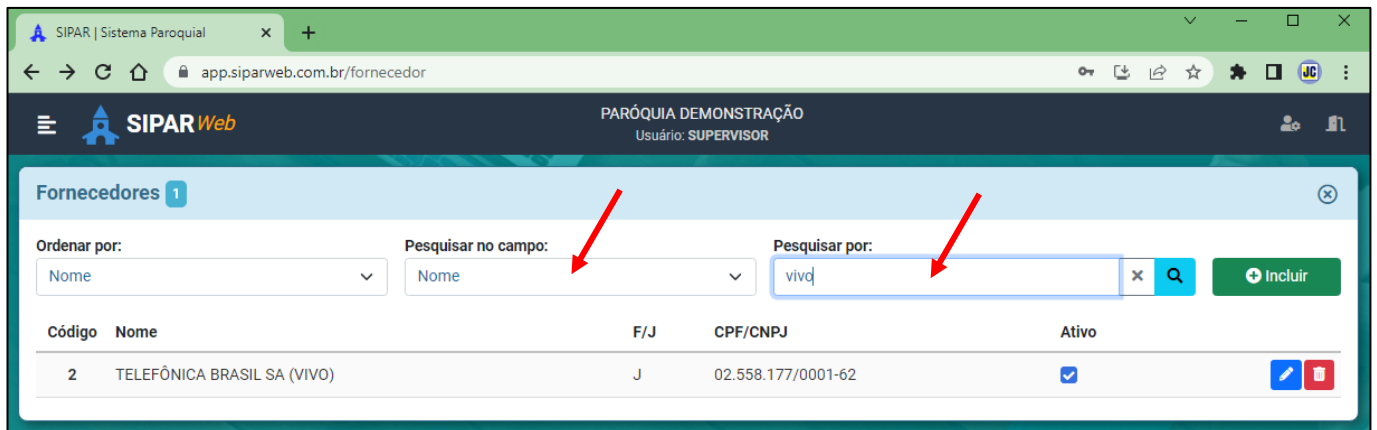 SIPAR | Sistema Paroquial
app.siparweb.com.br/fornecedor
JC
SIPAR Web
PARÓQUIA DEMONSTRAÇÃO
Usuário: SUPERVISOR
Fornecedores 1
Ordenar por: Pesquisar no campo: Pesquisar por:
Nome Nome vivo Incluir
Código Nome F/J CPF/CNPJ Ativo
2 TELEFÔNICA BRASIL SA (VIVO) J 02.558.177/0001-62